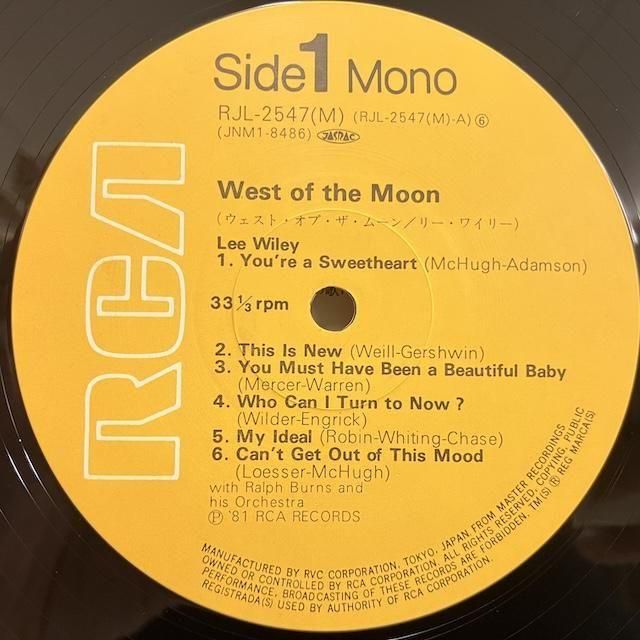 Side 1 Mono
RJL-2547(M) (RJL-2547(M)-A)⑥
(JNM1-8486) JASRAC
RCA
West of the Moon
(ウェスト・オブ・ザ・ムーン/リー・ワイリー)
Lee Wiley
1. You're a Sweetheart (McHugh-Adamson)
33 1/3 rpm
2. This Is New (Weill-Gershwin)
3. You Must Have Been a Beautiful Baby
(Mercer-Warren)
4. Who Can I Turn to Now ?
(Wilder-Engrick)
5. My Ideal (Robin-Whiting-Chase)
6. Can't Get Out of This Mood
(Loesser-McHugh)
with Ralph Burns and
his Orchestra
Ⓟ '81 RCA RECORDS
MANUFACTURED BY RVC CORPORATION, TOKYO, JAPAN, FROM MASTER RECORDINGS
OWNED OR CONTROLLED BY RCA CORPORATION. ALL RIGHTS RESERVED, COPYING, PUBLIC
PERFORMANCE, BROADCASTING OF THESE RECORDS ARE FORBIDDEN. TM(S) ® REG MARCA(S)
REGISTRADA(S) USED BY AUTHORITY OF RCA CORPORATION.